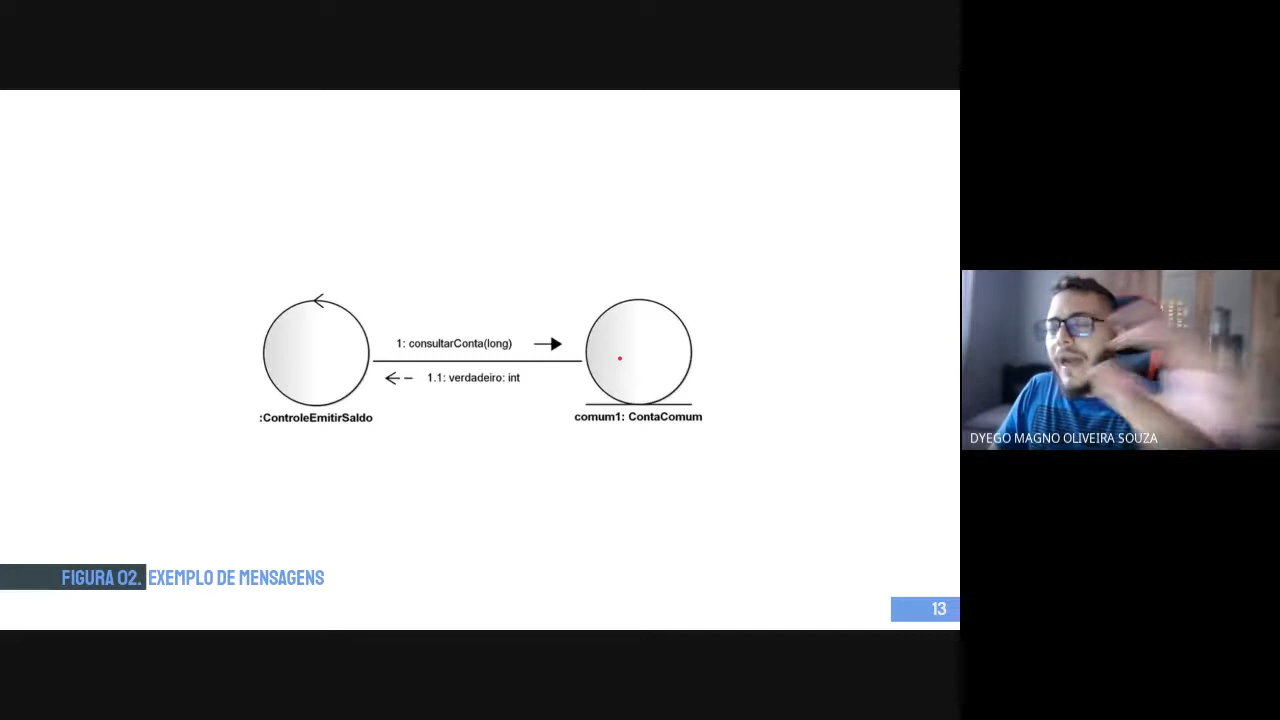 1: consultarConta(long)
1.1: verdadeiro: int
:ControleEmitirSaldo
comum1: ContaComum
DYEGO MAGNO OLIVEIRA SOUZA
FIGURA 02. EXEMPLO DE MENSAGENS
13